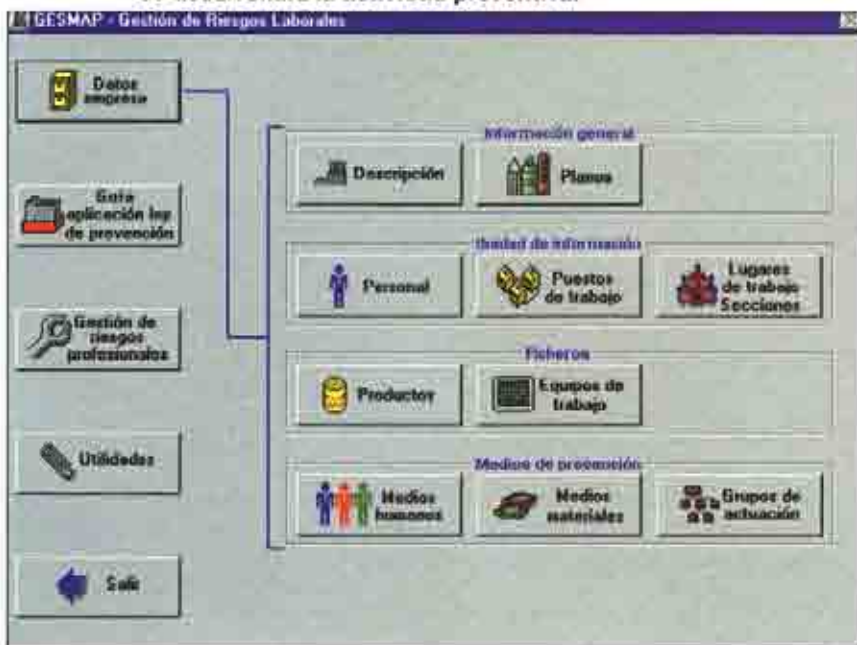 GESMAP - Gestión de Riesgos Laborales
Datos
empresa
Guía
aplicación ley
de prevención
Gestión de
riesgos
profesionales
Utilidades
Salir
Información general
Descripción
Planos
Unidad de información
Personal
Puestos
de trabajo
Lugares
de trabajo
Secciones
Ficheros
Productos
Equipos de
trabajo
Medios de prevención
Medios
humanos
Medios
materiales
Grupos de
actuación